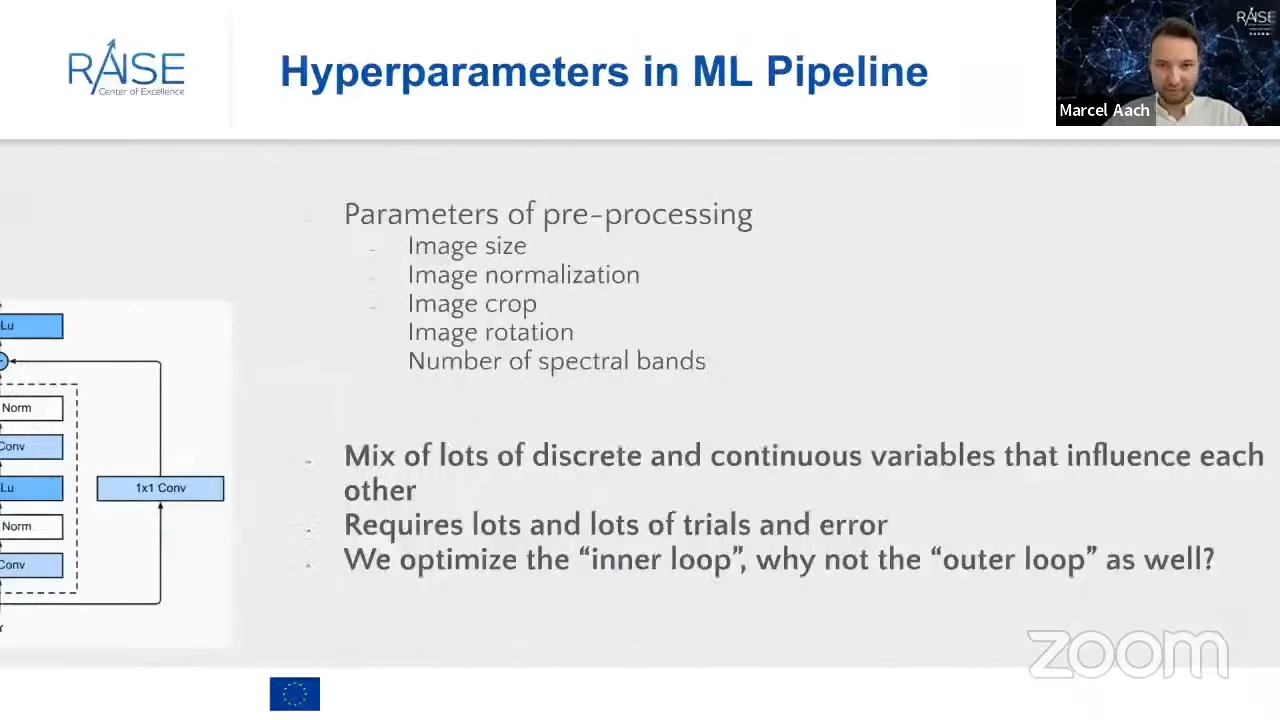 RAISE
Center of Excellence
Hyperparameters in ML Pipeline
RAISE
Marcel Aach
Parameters of pre-processing
- Image size
- Image normalization
- Image crop
Image rotation
Number of spectral bands
- Mix of lots of discrete and continuous variables that influence each
other
- Requires lots and lots of trials and error
- We optimize the "inner loop", why not the "outer loop" as well?
Lu
Norm
Conv
Lu
1x1 Conv
Norm
Conv
zoom